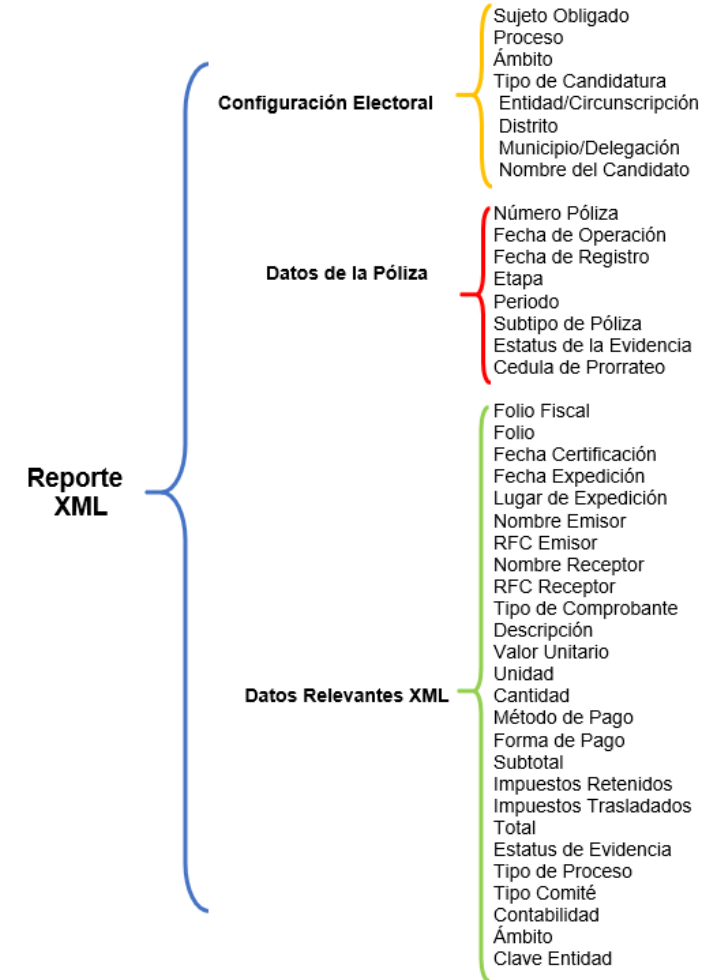 Reporte
XML
Configuración Electoral
Sujeto Obligado
Proceso
Ámbito
Tipo de Candidatura
Entidad/Circunscripción
Distrito
Municipio/Delegación
Nombre del Candidato
Datos de la Póliza
Número Póliza
Fecha de Operación
Fecha de Registro
Etapa
Periodo
Subtipo de Póliza
Estatus de la Evidencia
Cedula de Prorrateo
Datos Relevantes XML
Folio Fiscal
Folio
Fecha Certificación
Fecha Expedición
Lugar de Expedición
Nombre Emisor
RFC Emisor
Nombre Receptor
RFC Receptor
Tipo de Comprobante
Descripción
Valor Unitario
Unidad
Cantidad
Método de Pago
Forma de Pago
Subtotal
Impuestos Retenidos
Impuestos Trasladados
Total
Estatus de Evidencia
Tipo de Proceso
Tipo Comité
Contabilidad
Ámbito
Clave Entidad